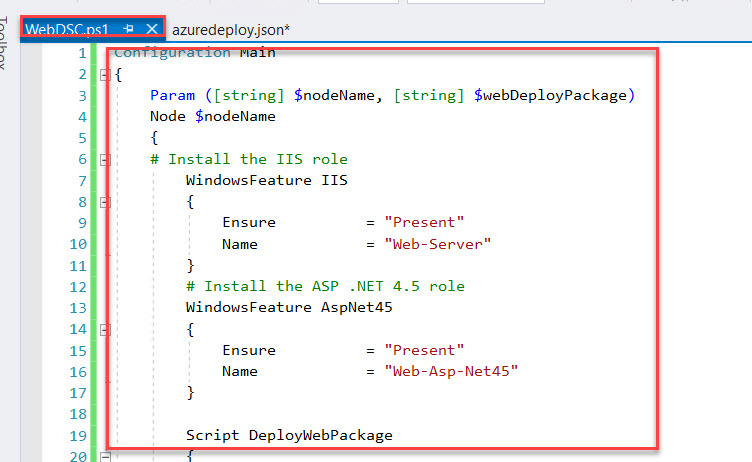 Toolbox
WebDSC.ps1
azuredeploy.json*
1 Configuration Main
2 {
3 Param ([string] $nodeName, [string] $webDeployPackage)
4 Node $nodeName
5 {
6 # Install the IIS role
7 WindowsFeature IIS
8 {
9 Ensure = "Present"
10 Name = "Web-Server"
11 }
12 # Install the ASP .NET 4.5 role
13 WindowsFeature AspNet45
14 {
15 Ensure = "Present"
16 Name = "Web-Asp-Net45"
17 }
18
19 Script DeployWebPackage
20 {